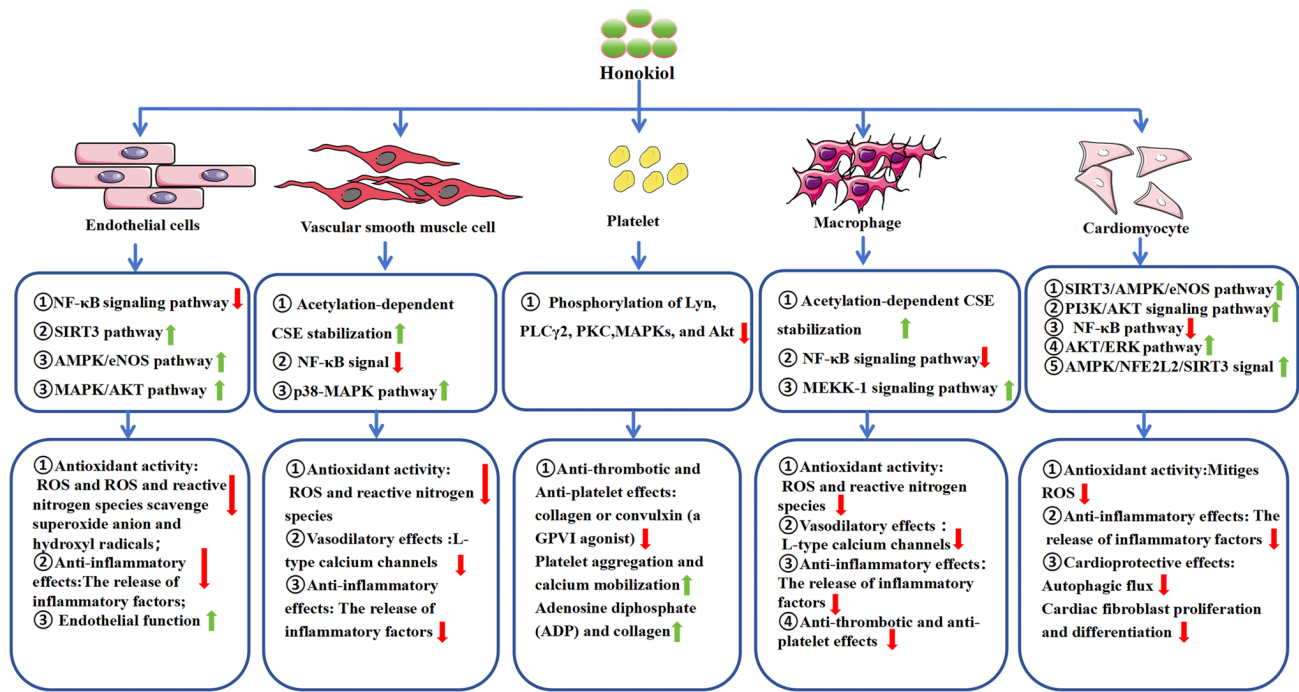 Honokiol
Endothelial cells
Vascular smooth muscle cell
Platelet
Macrophage
Cardiomyocyte
①NF-κB signaling pathway
②SIRT3 pathway
③AMPK/eNOS pathway
③MAPK/AKT pathway
① Acetylation-dependent
CSE stabilization
② NF-κB signal
③p38-MAPK pathway
① Phosphorylation of Lyn,
PLCγ2, PKC,MAPKs, and Akt
① Acetylation-dependent CSE
stabilization
② NF-κB signaling pathway
③ MEKK-1 signaling pathway
①SIRT3/AMPK/eNOS pathway
②PI3K/AKT signaling pathway
③ NF-κB pathway
④AKT/ERK pathway
⑤AMPK/NFE2L2/SIRT3 signal
①Antioxidant activity:
ROS and ROS and reactive
nitrogen species scavenge
superoxide anion and
hydroxyl radicals;
②Anti-inflammatory
effects:The release of
inflammatory factors;
③ Endothelial function
①Antioxidant activity:
ROS and reactive nitrogen
species
②Vasodilatory effects :L-
type calcium channels
③Anti-inflammatory
effects: The release of
inflammatory factors
①Anti-thrombotic and
Anti-platelet effects:
collagen or convulxin (a
GPVI agonist)
Platelet aggregation and
calcium mobilization
Adenosine diphosphate
(ADP) and collagen
①Antioxidant activity:
ROS and reactive nitrogen
species
②Vasodilatory effects :
L-type calcium channels
③Anti-inflammatory effects:
The release of inflammatory
factors
④Anti-thrombotic and anti-
platelet effects
①Antioxidant activity:Mitiges
ROS
②Anti-inflammatory effects: The
release of inflammatory factors
③Cardioprotective effects:
Autophagic flux
Cardiac fibroblast proliferation
and differentiation